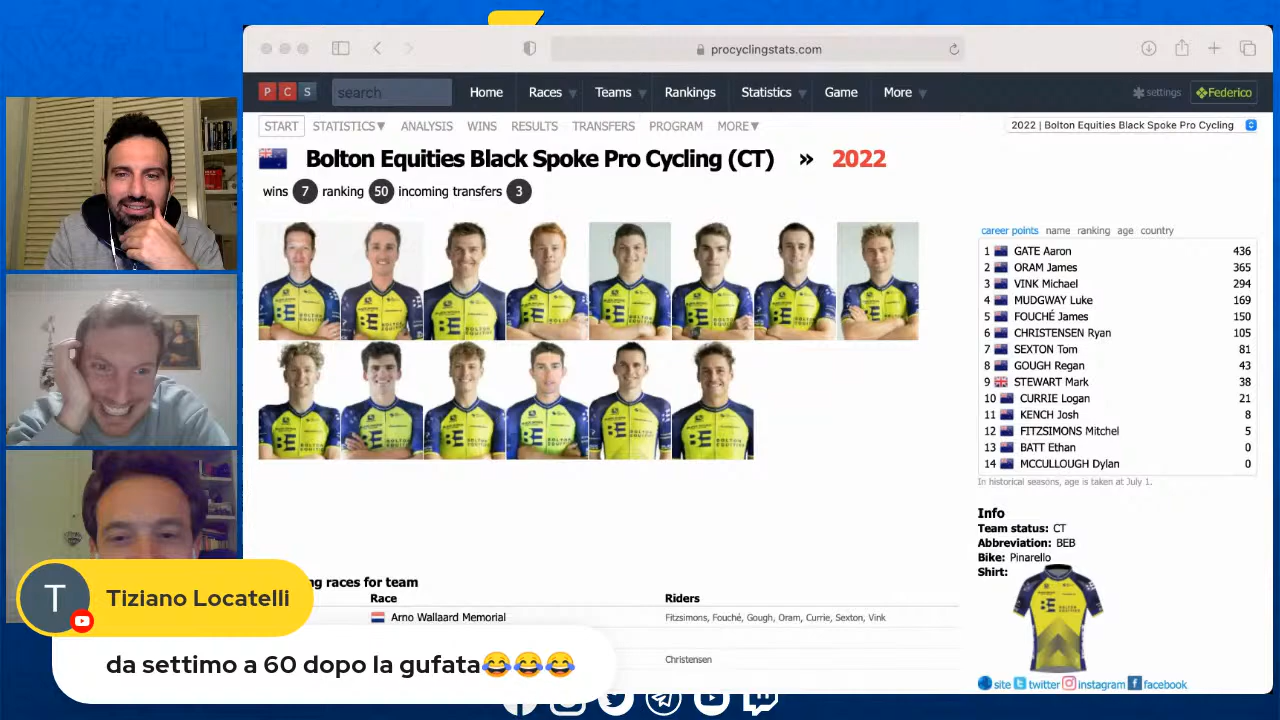 procyclingstats.com
P C S
search
Home
Races
Teams
Rankings
Statistics
Game
More
settings
Federico
START
STATISTICS
ANALYSIS
WINS
RESULTS
TRANSFERS
PROGRAM
MORE
2022 | Bolton Equities Black Spoke Pro Cycling
Bolton Equities Black Spoke Pro Cycling (CT) » 2022
wins 7 ranking 50 incoming transfers 3
career points name ranking age country
1 GATE Aaron 436
2 ORAM James 365
3 VINK Michael 294
4 MUDGWAY Luke 169
5 FOUCHÉ James 150
6 CHRISTENSEN Ryan 105
7 SEXTON Tom 81
8 GOUGH Regan 43
9 STEWART Mark 38
10 CURRIE Logan 21
11 KENCH Josh 8
12 FITZSIMONS Mitchel 5
13 BATT Ethan 0
14 MCCULLOUGH Dylan 0
In historical seasons, age is taken at July 1.
Info
Team status: CT
Abbreviation: BEB
Bike: Pinarello
Shirt:
site twitter instagram facebook
races for team
Race Riders
Arno Wallaard Memorial Fitzsimons, Fouché, Gough, Oram, Currie, Sexton, Vink
Christensen
T
Tiziano Locatelli
da settimo a 60 dopo la gufata😂😂😂